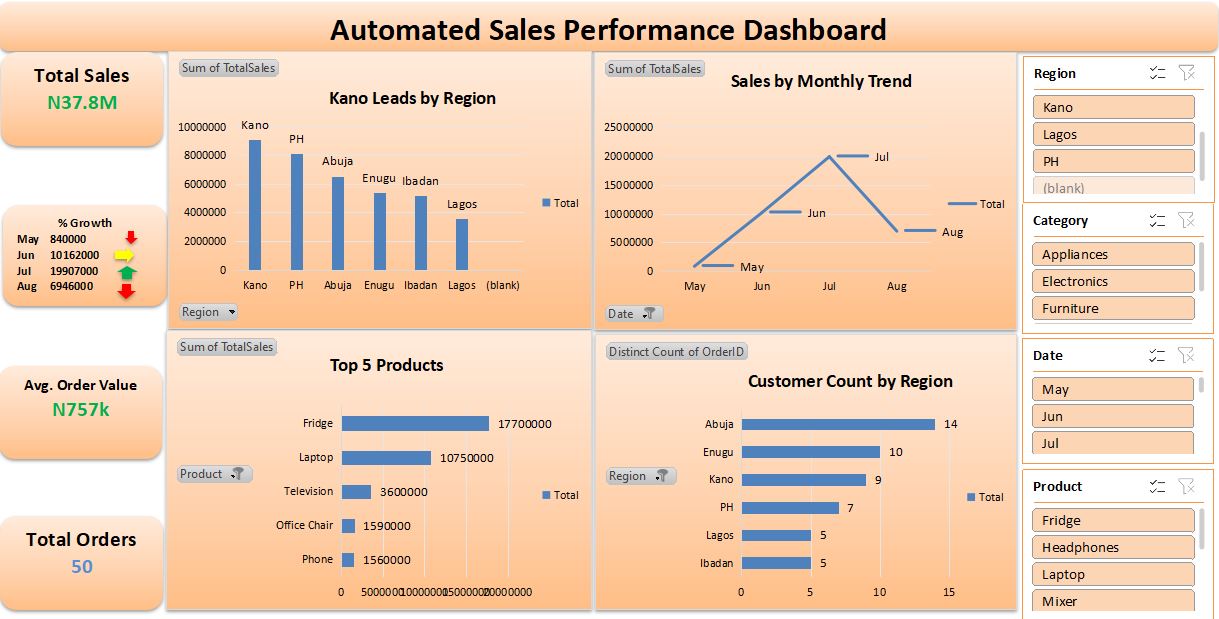 Automated Sales Performance Dashboard
Total Sales
N37.8M
% Growth
May 840000
Jun 10162000
Jul 19907000
Aug 6946000
Avg. Order Value
N757k
Total Orders
50
Sum of TotalSales
Kano Leads by Region
10000000
8000000
6000000
4000000
2000000
0
Kano
PH
Abuja
Enugu
Ibadan
Lagos
Kano PH Abuja Enugu Ibadan Lagos (blank)
Total
Region
Sum of TotalSales
Sales by Monthly Trend
25000000
20000000
15000000
10000000
5000000
0
May
Jun
Jul
Aug
May Jun Jul Aug
Total
Date
Sum of TotalSales
Top 5 Products
Product
Fridge 17700000
Laptop 10750000
Television 3600000
Office Chair 1590000
Phone 1560000
0 5000000 10000000 15000000 20000000
Total
Distinct Count of OrderID
Customer Count by Region
Region
Abuja 14
Enugu 10
Kano 9
PH 7
Lagos 5
Ibadan 5
0 5 10 15
Total
Region
Kano
Lagos
PH
(blank)
Category
Appliances
Electronics
Furniture
Date
May
Jun
Jul
Product
Fridge
Headphones
Laptop
Mixer